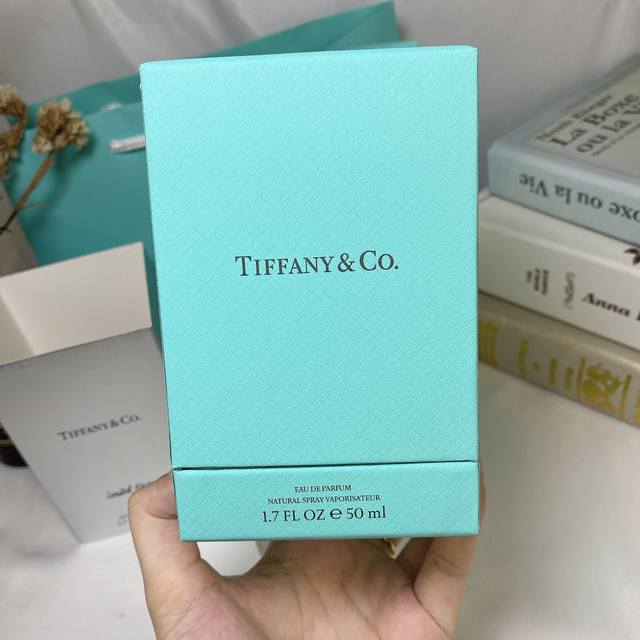 TIFFANY & CO.
EAU DE PARFUM
NATURAL SPRAY VAPORISATEUR
1.7 FL OZ ℮ 50 ml
TIFFANY & CO.
La Boxe
ou la V
oxe ou la Vie
Anna